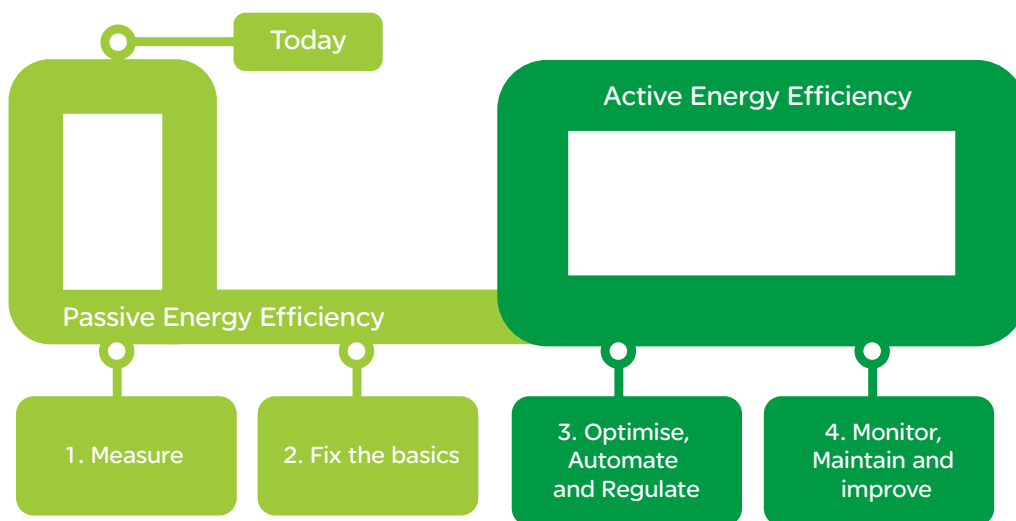 Today
Active Energy Efficiency
Passive Energy Efficiency
1. Measure
2. Fix the basics
3. Optimise,
Automate
and Regulate
4. Monitor,
Maintain and
improve